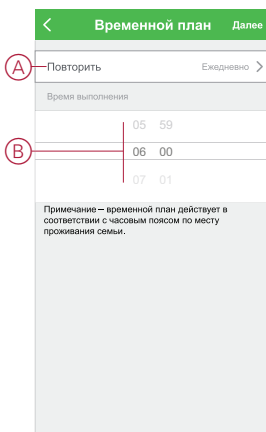 Временной план Далее
A Повторить Ежедневно
Время выполнения
05 59
B 06 00
07 01
Примечание – временной план действует в
соответствии с часовым поясом по месту
проживания семьи.